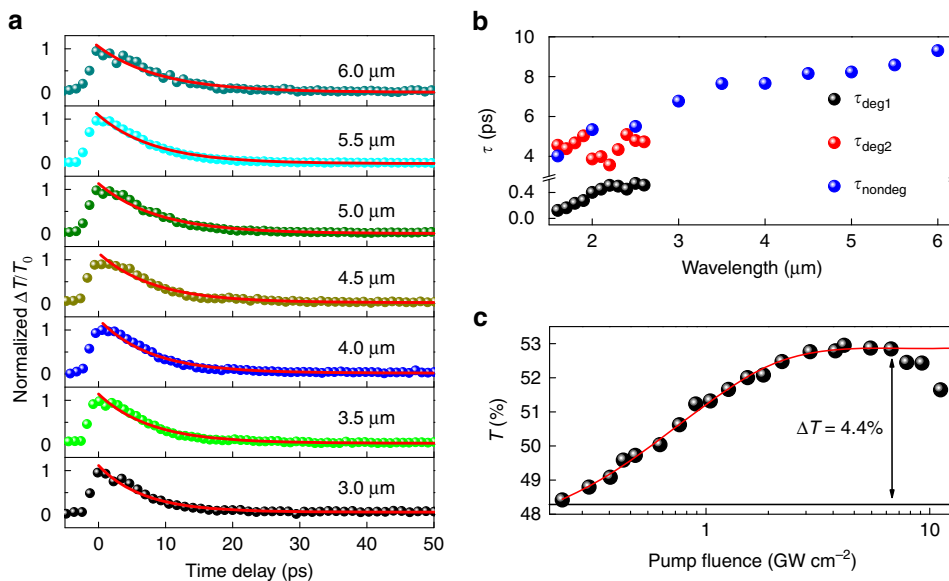 a
Normalized ΔT/T0
1
0
6.0 μm
1
0
5.5 μm
1
0
5.0 μm
1
0
4.5 μm
1
0
4.0 μm
1
0
3.5 μm
1
0
3.0 μm
0 10 20 30 40 50
Time delay (ps)
b
τ (ps)
10
8
6
4
0.4
0.0
τdeg1
τdeg2
τnondeg
2 3 4 5 6
Wavelength (μm)
c
T (%)
53
52
51
50
49
48
ΔT = 4.4%
1 10
Pump fluence (GW cm−2)